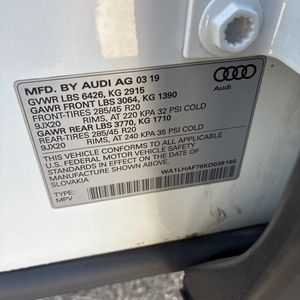 MFD. BY AUDI AG 03 19
GVWR LBS 6426, KG 2915
GAWR FRONT LBS 3064, KG 1390
FRONT-TIRES 285/45 R20
9JX20 RIMS, AT 220 KPA 32 PSI COLD
GAWR REAR LBS 3770, KG 1710
REAR-TIRES 285/45 R20
9JX20 RIMS, AT 240 KPA 35 PSI COLD
THIS VEHICLE CONFORMS TO ALL APPLICABLE
U.S. FEDERAL MOTOR VEHICLE SAFETY
STANDARDS IN EFFECT ON THE DATE OF
MANUFACTURE SHOWN ABOVE
SLOVAKIA WA1LHAF76KD039165
TYPE:
MPV
Audi